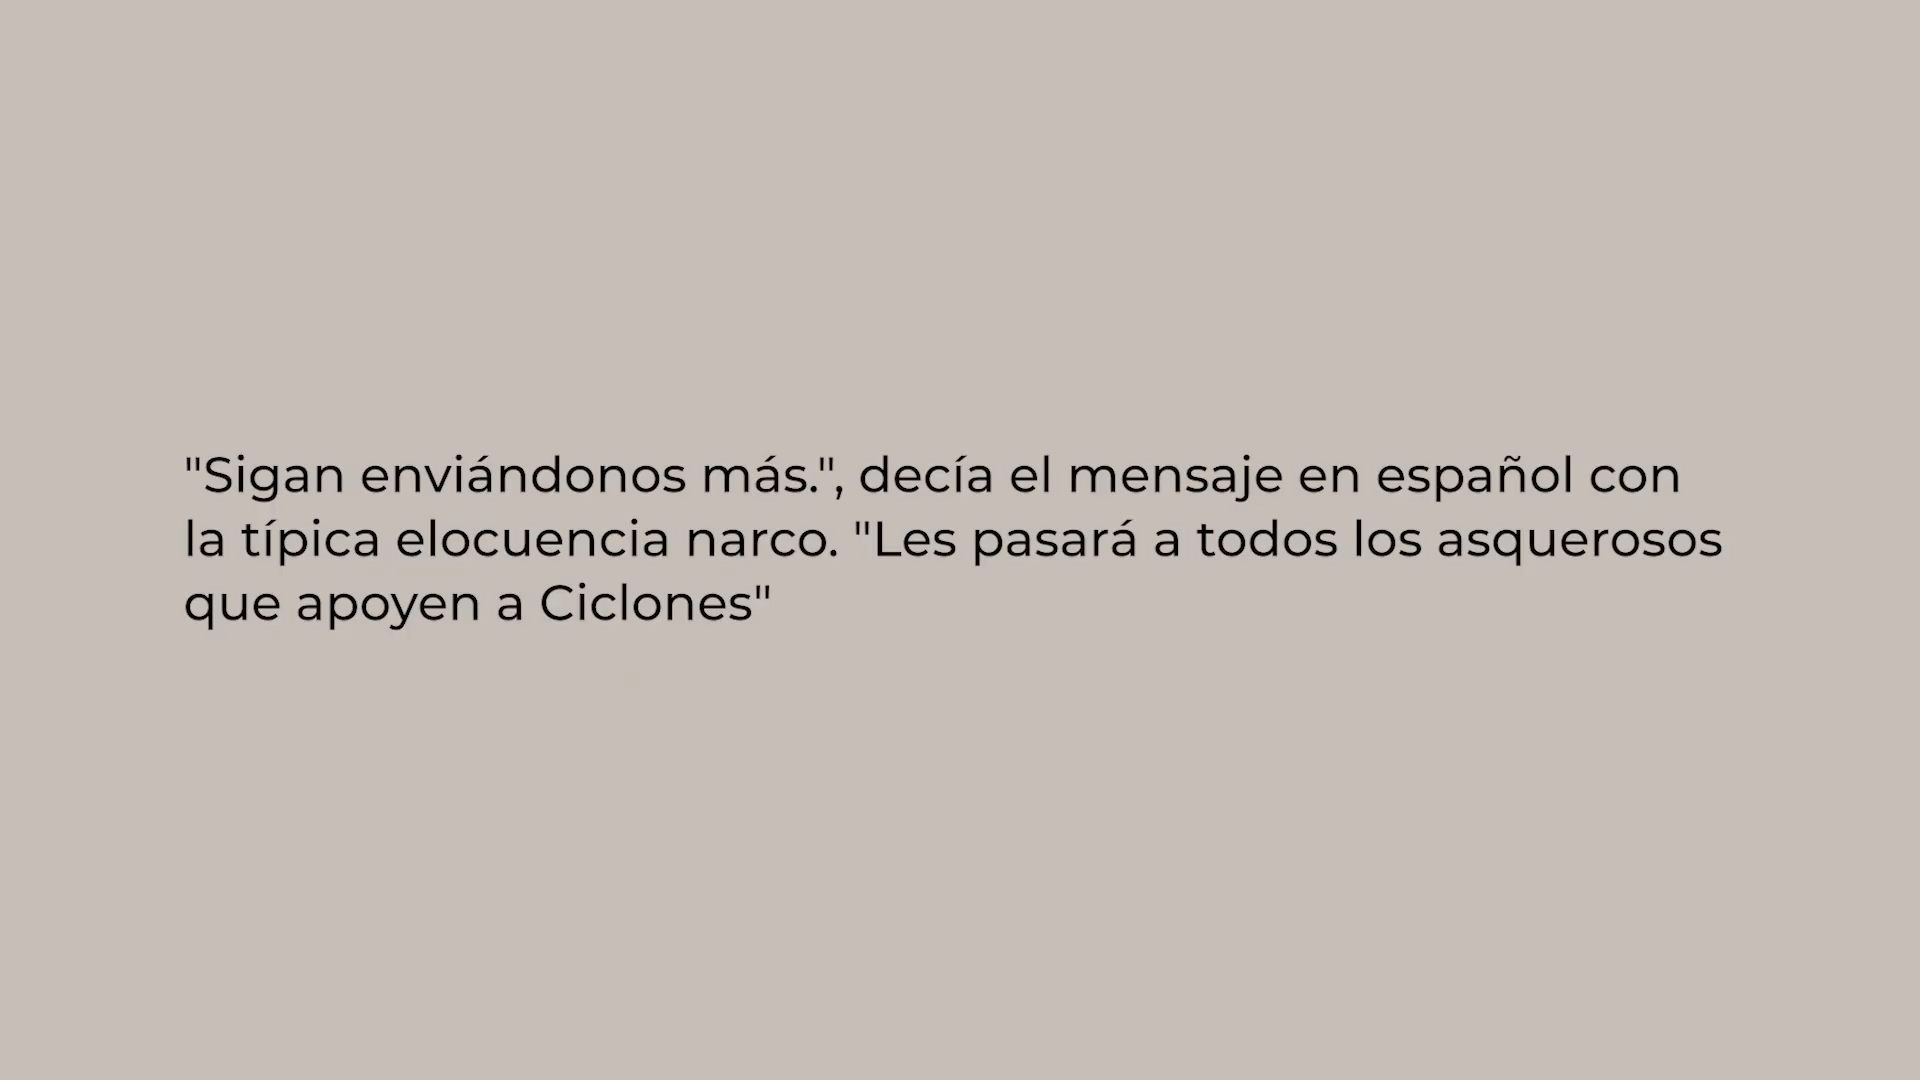 "Sigan enviándonos más.", decía el mensaje en español con
la típica elocuencia narco. "Les pasará a todos los asquerosos
que apoyen a Ciclones"